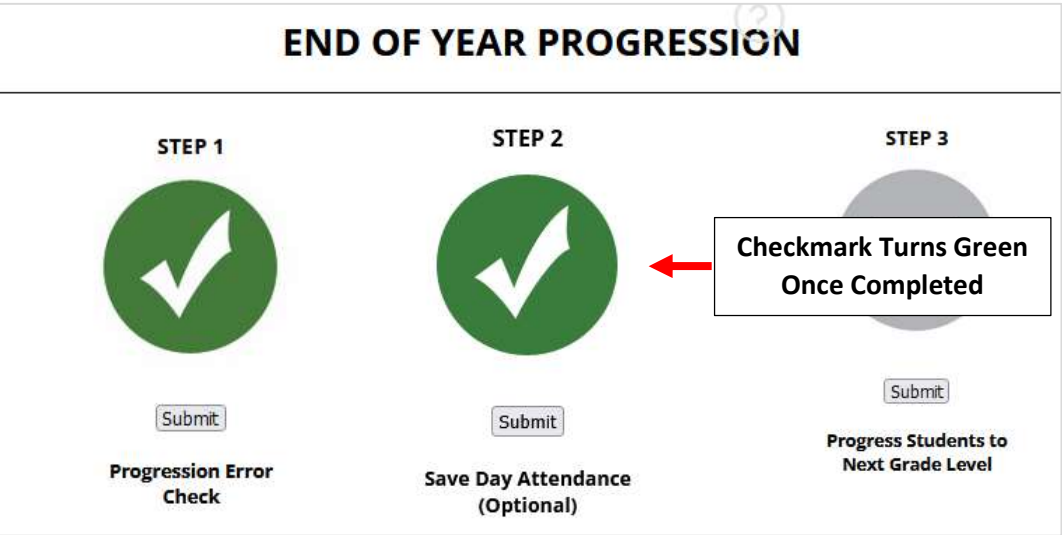 END OF YEAR PROGRESSION
STEP 1
Submit
Progression Error
Check
STEP 2
Submit
Save Day Attendance
(Optional)
STEP 3
Checkmark Turns Green
Once Completed
Submit
Progress Students to
Next Grade Level